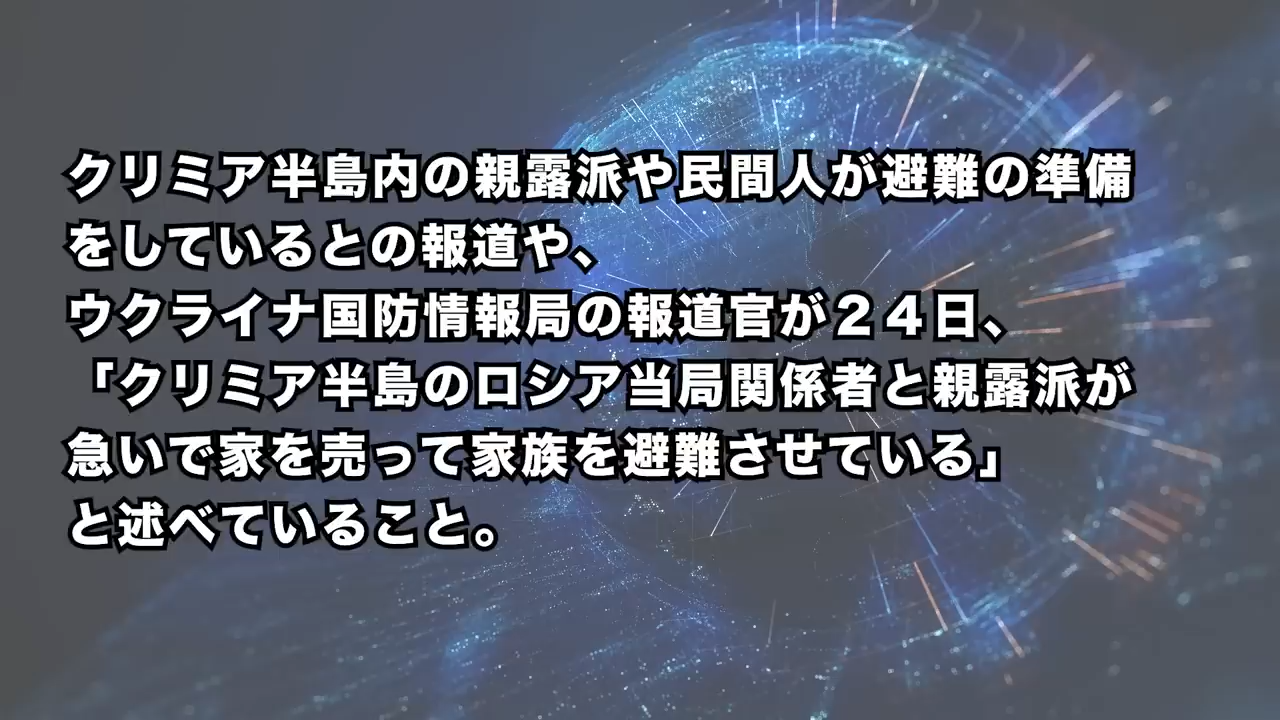 クリミア半島内の親露派や民間人が避難の準備
をしているとの報道や、
ウクライナ国防情報局の報道官が２４日、
「クリミア半島のロシア当局関係者と親露派が
急いで家を売って家族を避難させている」
と述べていること。